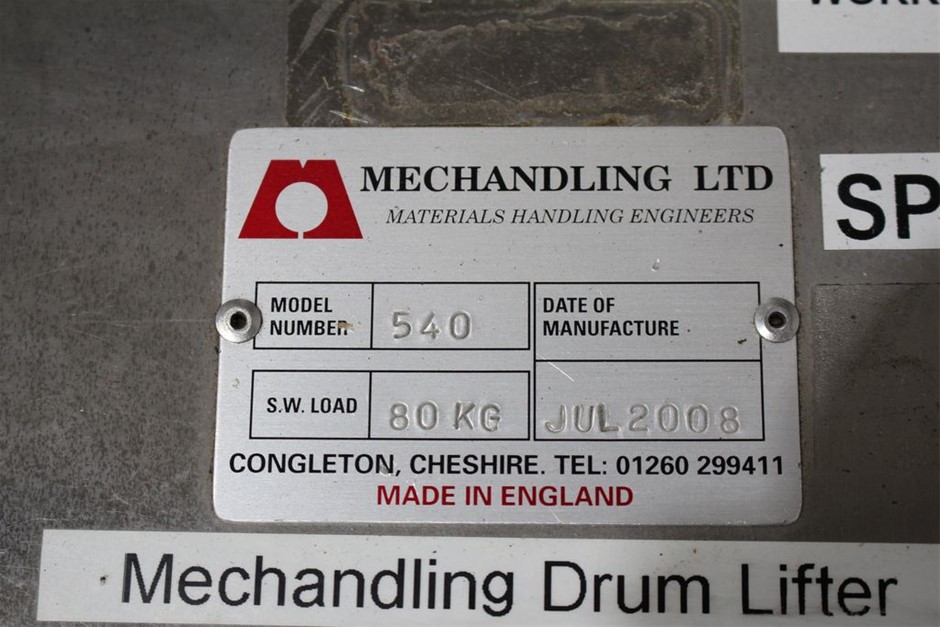 MECHANDLING LTD
MATERIALS HANDLING ENGINEERS
MODEL NUMBER
540
DATE OF MANUFACTURE
S.W. LOAD
80 KG
JUL 2008
CONGLETON, CHESHIRE. TEL: 01260 299411
MADE IN ENGLAND
SP
Mechandling Drum Lifter